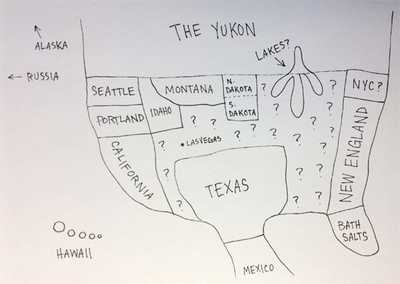 THE YUKON
ALASKA
LAKES?
RUSSIA
SEATTLE
MONTANA
N.
DAKOTA
NYC?
PORTLAND
IDAHO
S.
DAKOTA
LAS VEGAS
CALIFORNIA
TEXAS
NEW ENGLAND
BATH
SALTS
HAWAII
MEXICO
? ? ? ? ? ? ? ? ? ? ? ? ? ? ? ? ? ?